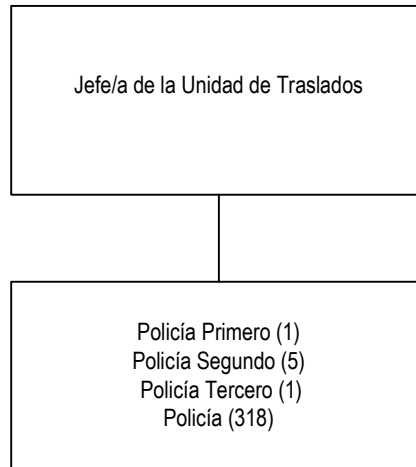 Jefe/a de la Unidad de Traslados
Policía Primero (1)
Policía Segundo (5)
Policía Tercero (1)
Policía (318)